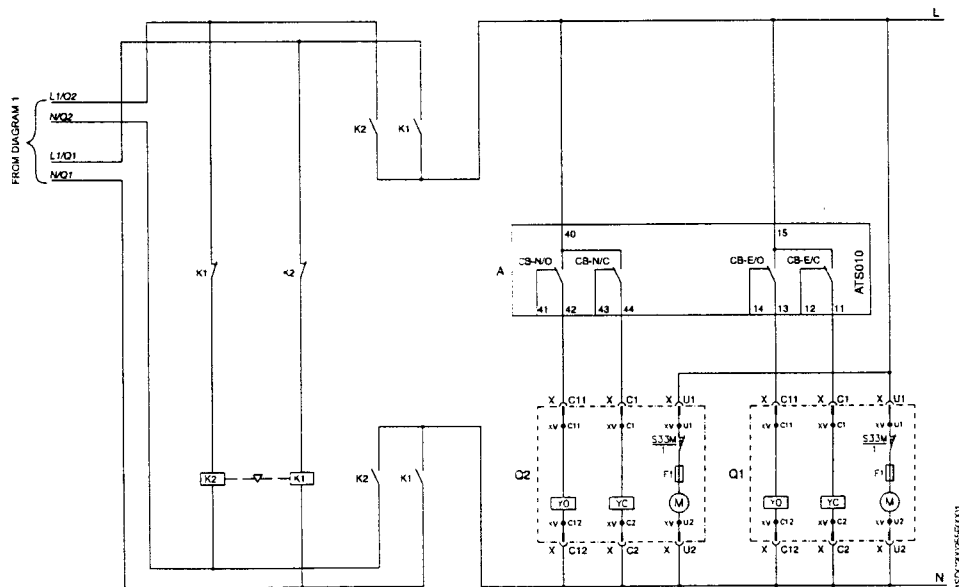 L
FROM DIAGRAM 1
L1/Q2
N/Q2
L1/Q1
N/Q1
K2 K1
40 15
A CB-N/O CB-N/C CB-E/O CB-E/C ATS010
K1 K2
41 42 43 44 14 13 12 11
X C11 X C1 X U1 X C11 X C1 X U1
XV C11 XV C1 XV U1 XV C11 XV C1 XV U1
S33M S33M
1 1
K2 K1 K2 K1 Q2 F1 Q1 F1
YO YC M YO YC M
XV C12 XV C2 XV U2 XV C12 XV C2 XV U2
X C12 X C2 X U2 X C12 X C2 X U2
N